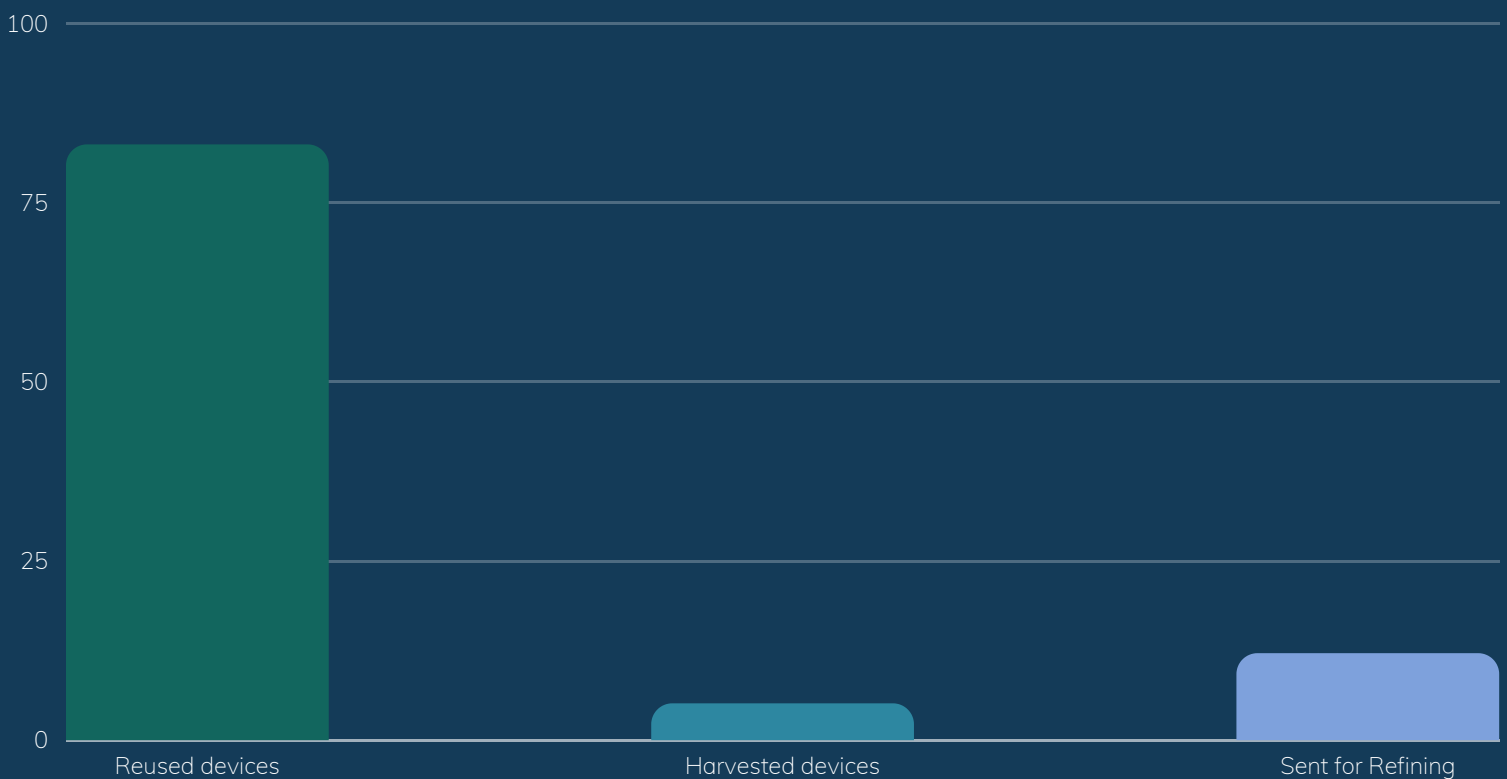 100
75
50
25
0
Reused devices
Harvested devices
Sent for Refining